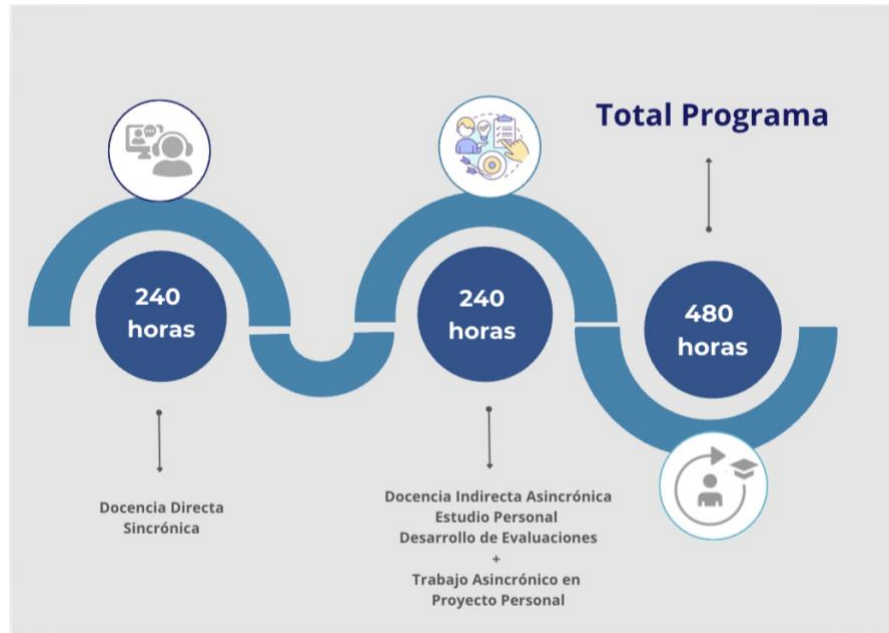 Total Programa
240
horas
240
horas
480
horas
Docencia Directa
Sincrónica
Docencia Indirecta Asincrónica
Estudio Personal
Desarrollo de Evaluaciones
+
Trabajo Asincrónico en
Proyecto Personal